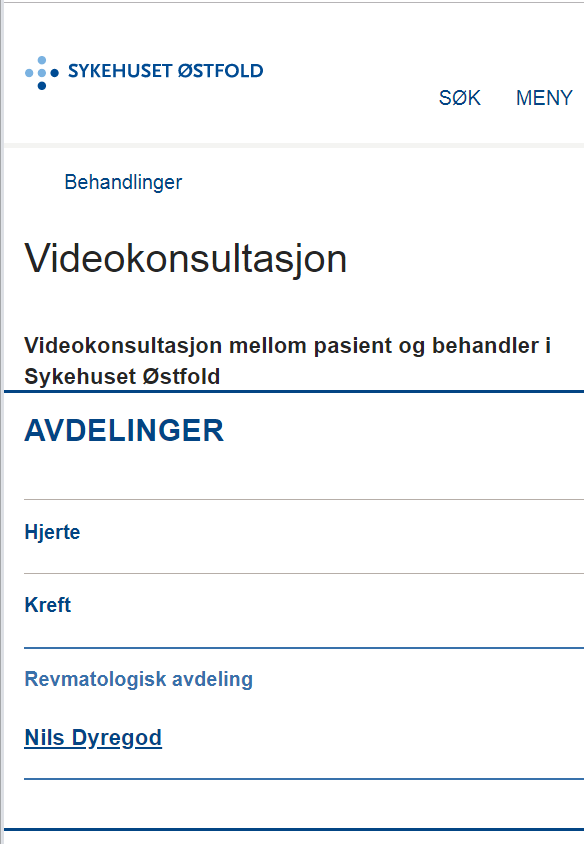 SYKEHUSET ØSTFOLD
SØK MENY
Behandlinger
Videokonsultasjon
Videokonsultasjon mellom pasient og behandler i
Sykehuset Østfold
AVDELINGER
Hjerte
Kreft
Revmatologisk avdeling
Nils Dyregod